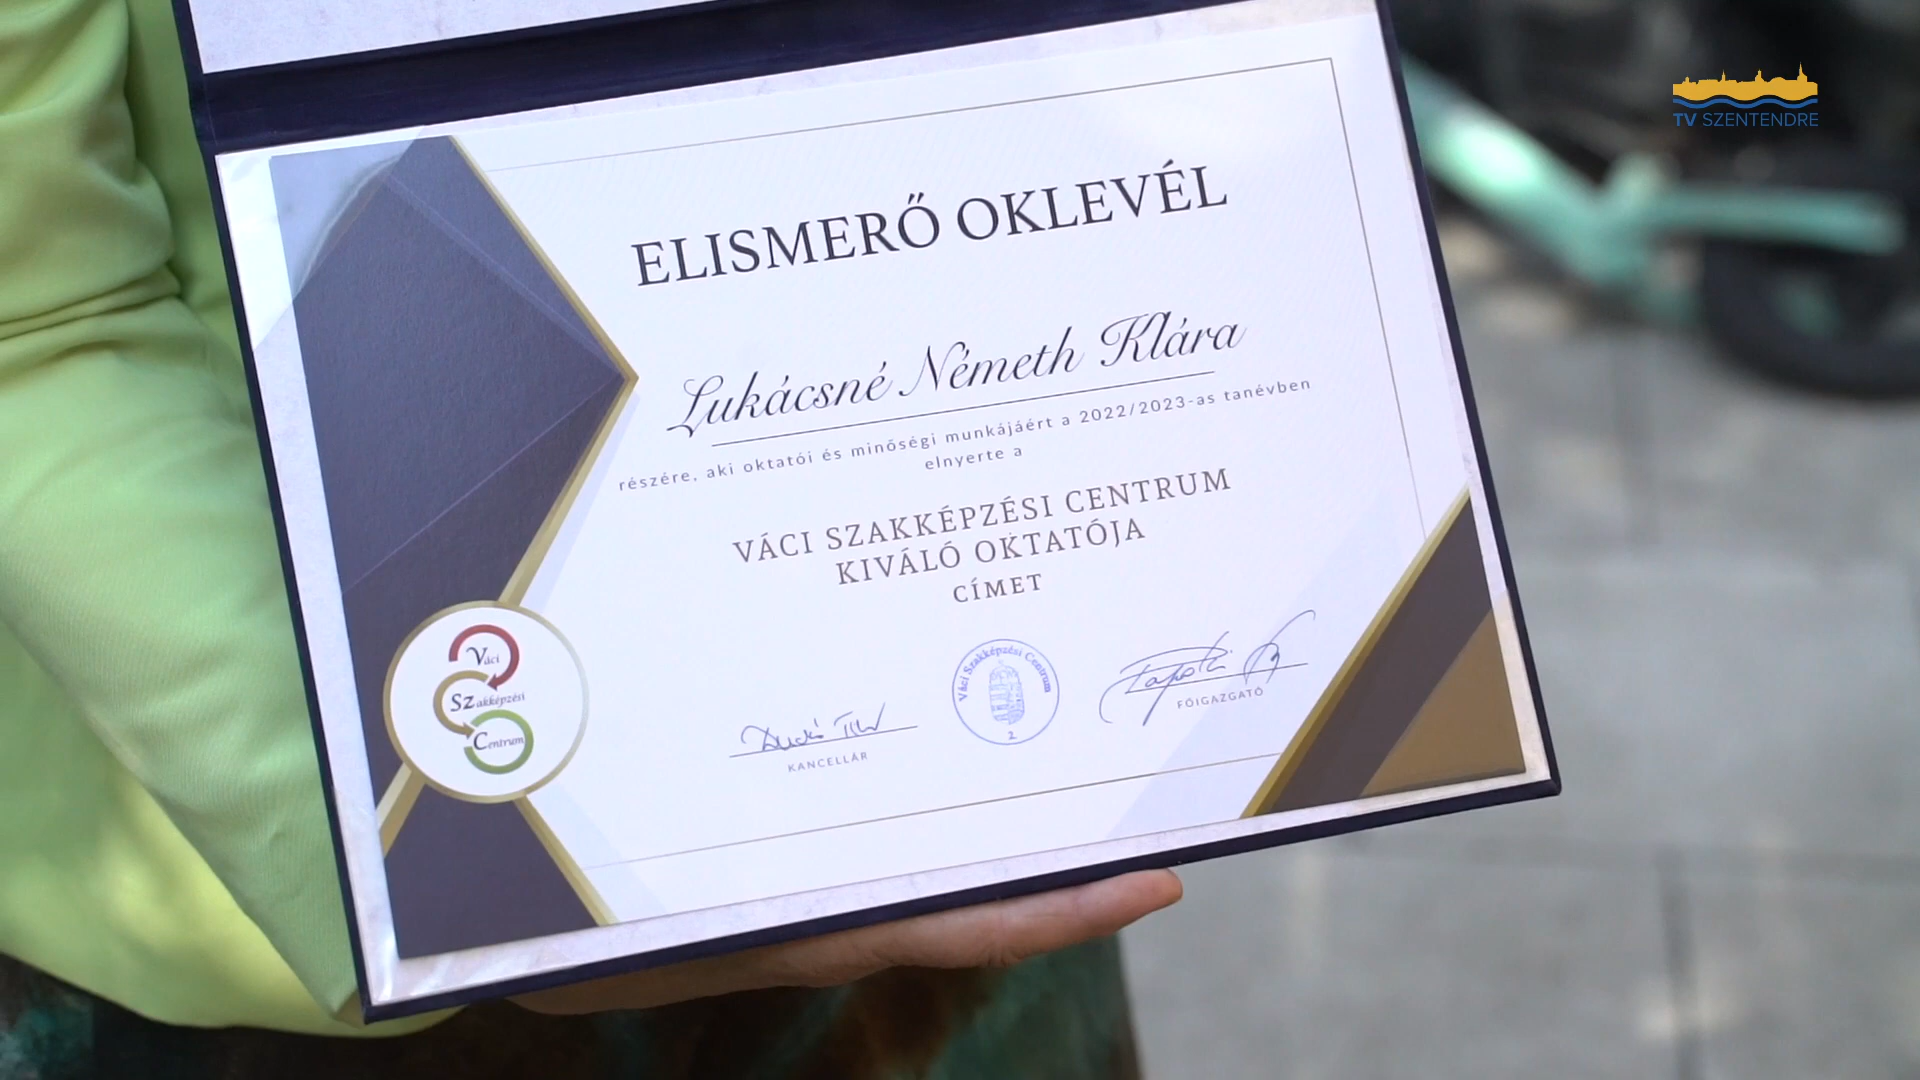 TV SZENTENDRE
ELISMERŐ OKLEVÉL
Lukácsné Németh Klára
részére, aki oktatói és minőségi munkájáért a 2022/2023-as tanévben
elnyerte a
VÁCI SZAKKÉPZÉSI CENTRUM
KIVÁLÓ OKTATÓJA
CÍMET
Váci
Szakképzési
Centrum
Váci Szakképzési Centrum
2
KANCELLÁR
FŐIGAZGATÓ